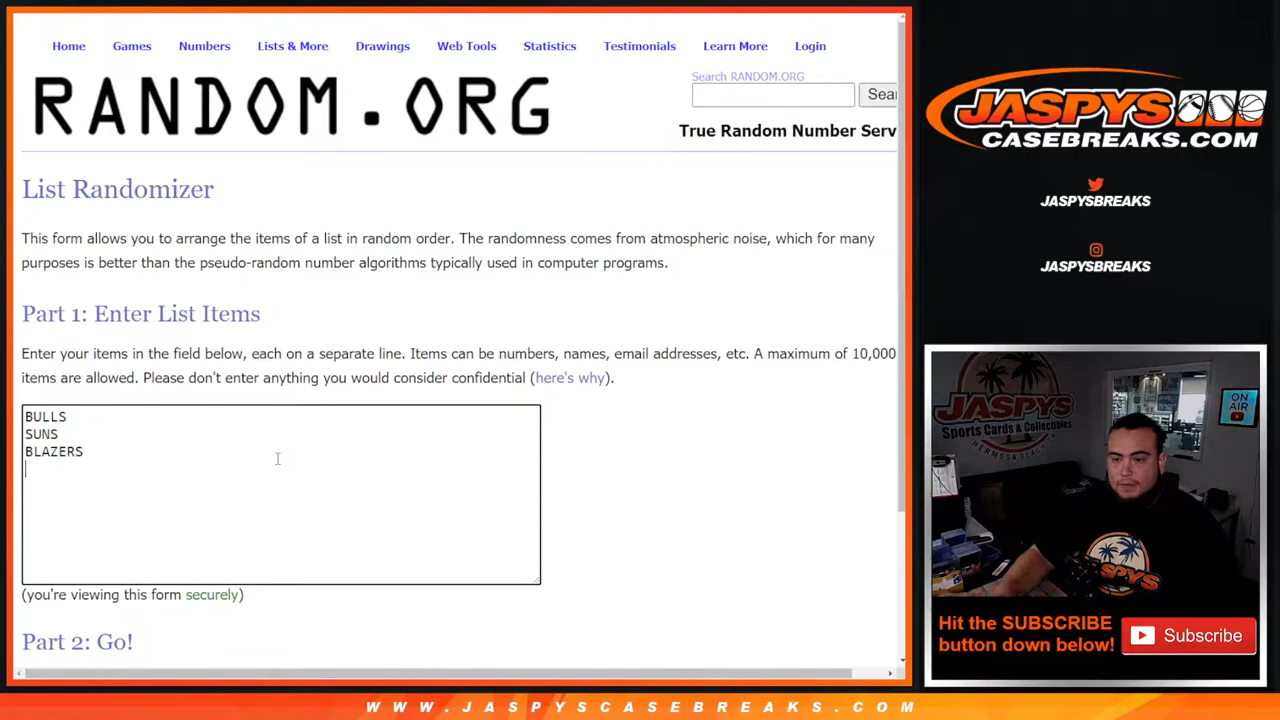 Home Games Numbers Lists & More Drawings Web Tools Statistics Testimonials Learn More Login
RANDOM.ORG
Search RANDOM.ORG
Sea
True Random Number Serv
List Randomizer
This form allows you to arrange the items of a list in random order. The randomness comes from atmospheric noise, which for many
purposes is better than the pseudo-random number algorithms typically used in computer programs.
Part 1: Enter List Items
Enter your items in the field below, each on a separate line. Items can be numbers, names, email addresses, etc. A maximum of 10,000
items are allowed. Please don't enter anything you would consider confidential (here's why).
BULLS
SUNS
BLAZERS
(you're viewing this form securely)
Part 2: Go!
JASPYS
CASEBREAKS.COM
JASPYSBREAKS
JASPYSBREAKS
JASPYS
Sports Cards & Collectibles
HERMOSA BEACH
ON
AIR
JASPYS
Hit the SUBSCRIBE
button down below!
Subscribe
WWW.JASPYSCASEBREAKS.COM